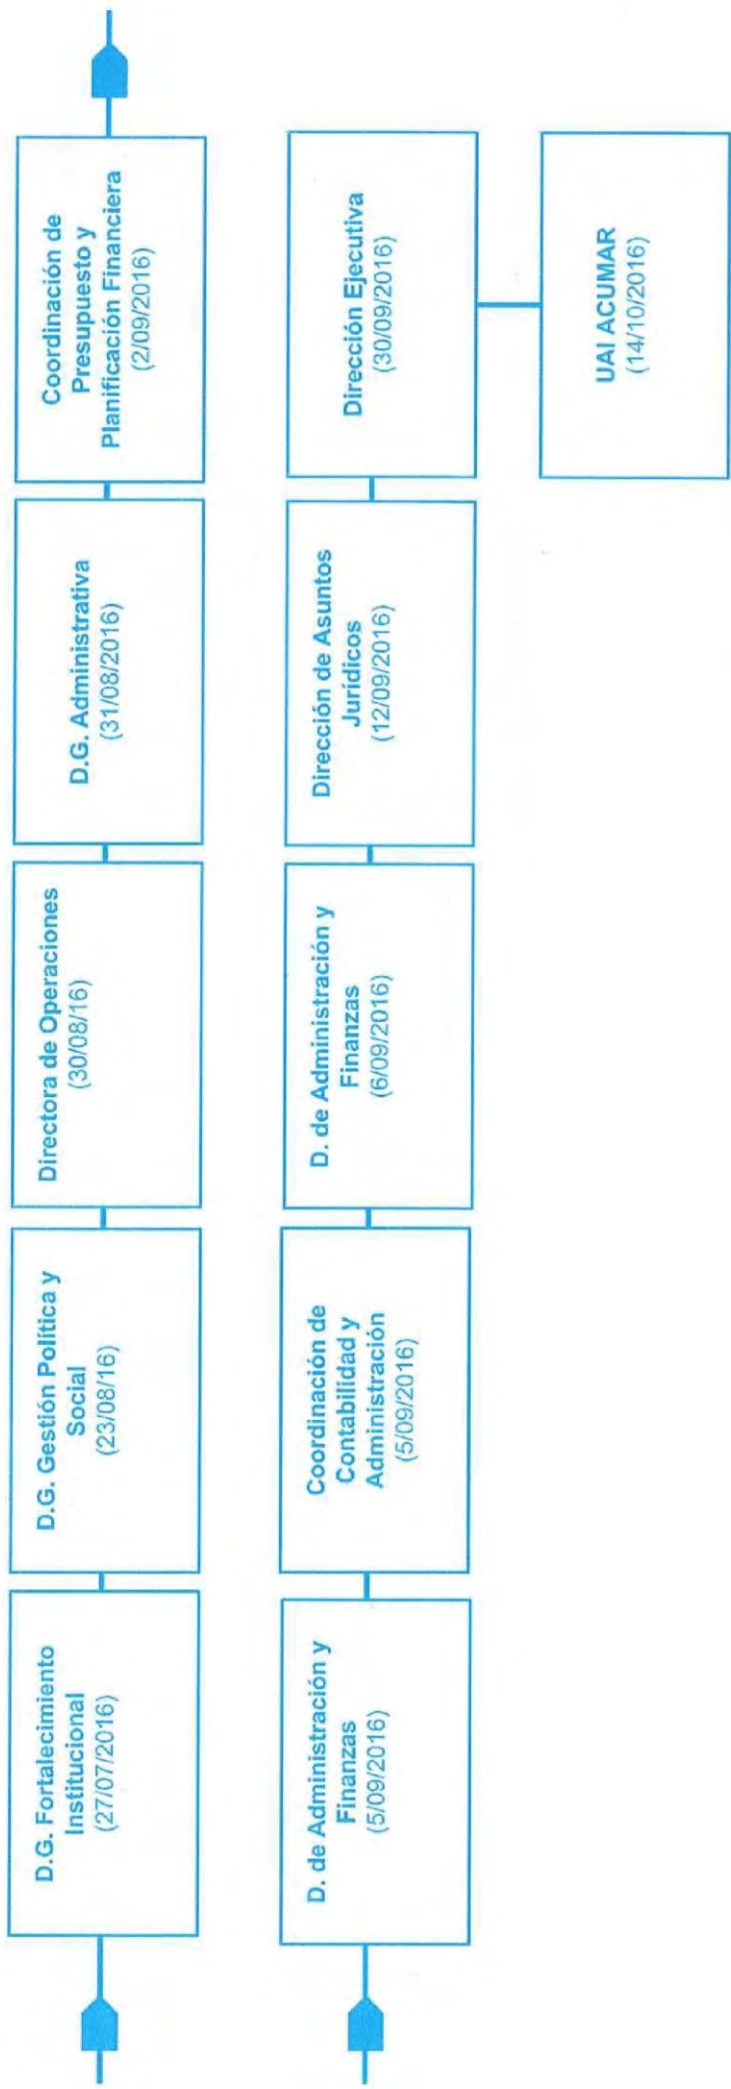 D.G. Fortalecimiento
Institucional
(27/07/2016)
D.G. Gestión Política y
Social
(23/08/16)
Directora de Operaciones
(30/08/16)
D.G. Administrativa
(31/08/2016)
Coordinación de
Presupuesto y
Planificación Financiera
(2/09/2016)
D. de Administración y
Finanzas
(5/09/2016)
Coordinación de
Contabilidad y
Administración
(5/09/2016)
D. de Administración y
Finanzas
(6/09/2016)
Dirección de Asuntos
Jurídicos
(12/09/2016)
Dirección Ejecutiva
(30/09/2016)
UAI ACUMAR
(14/10/2016)